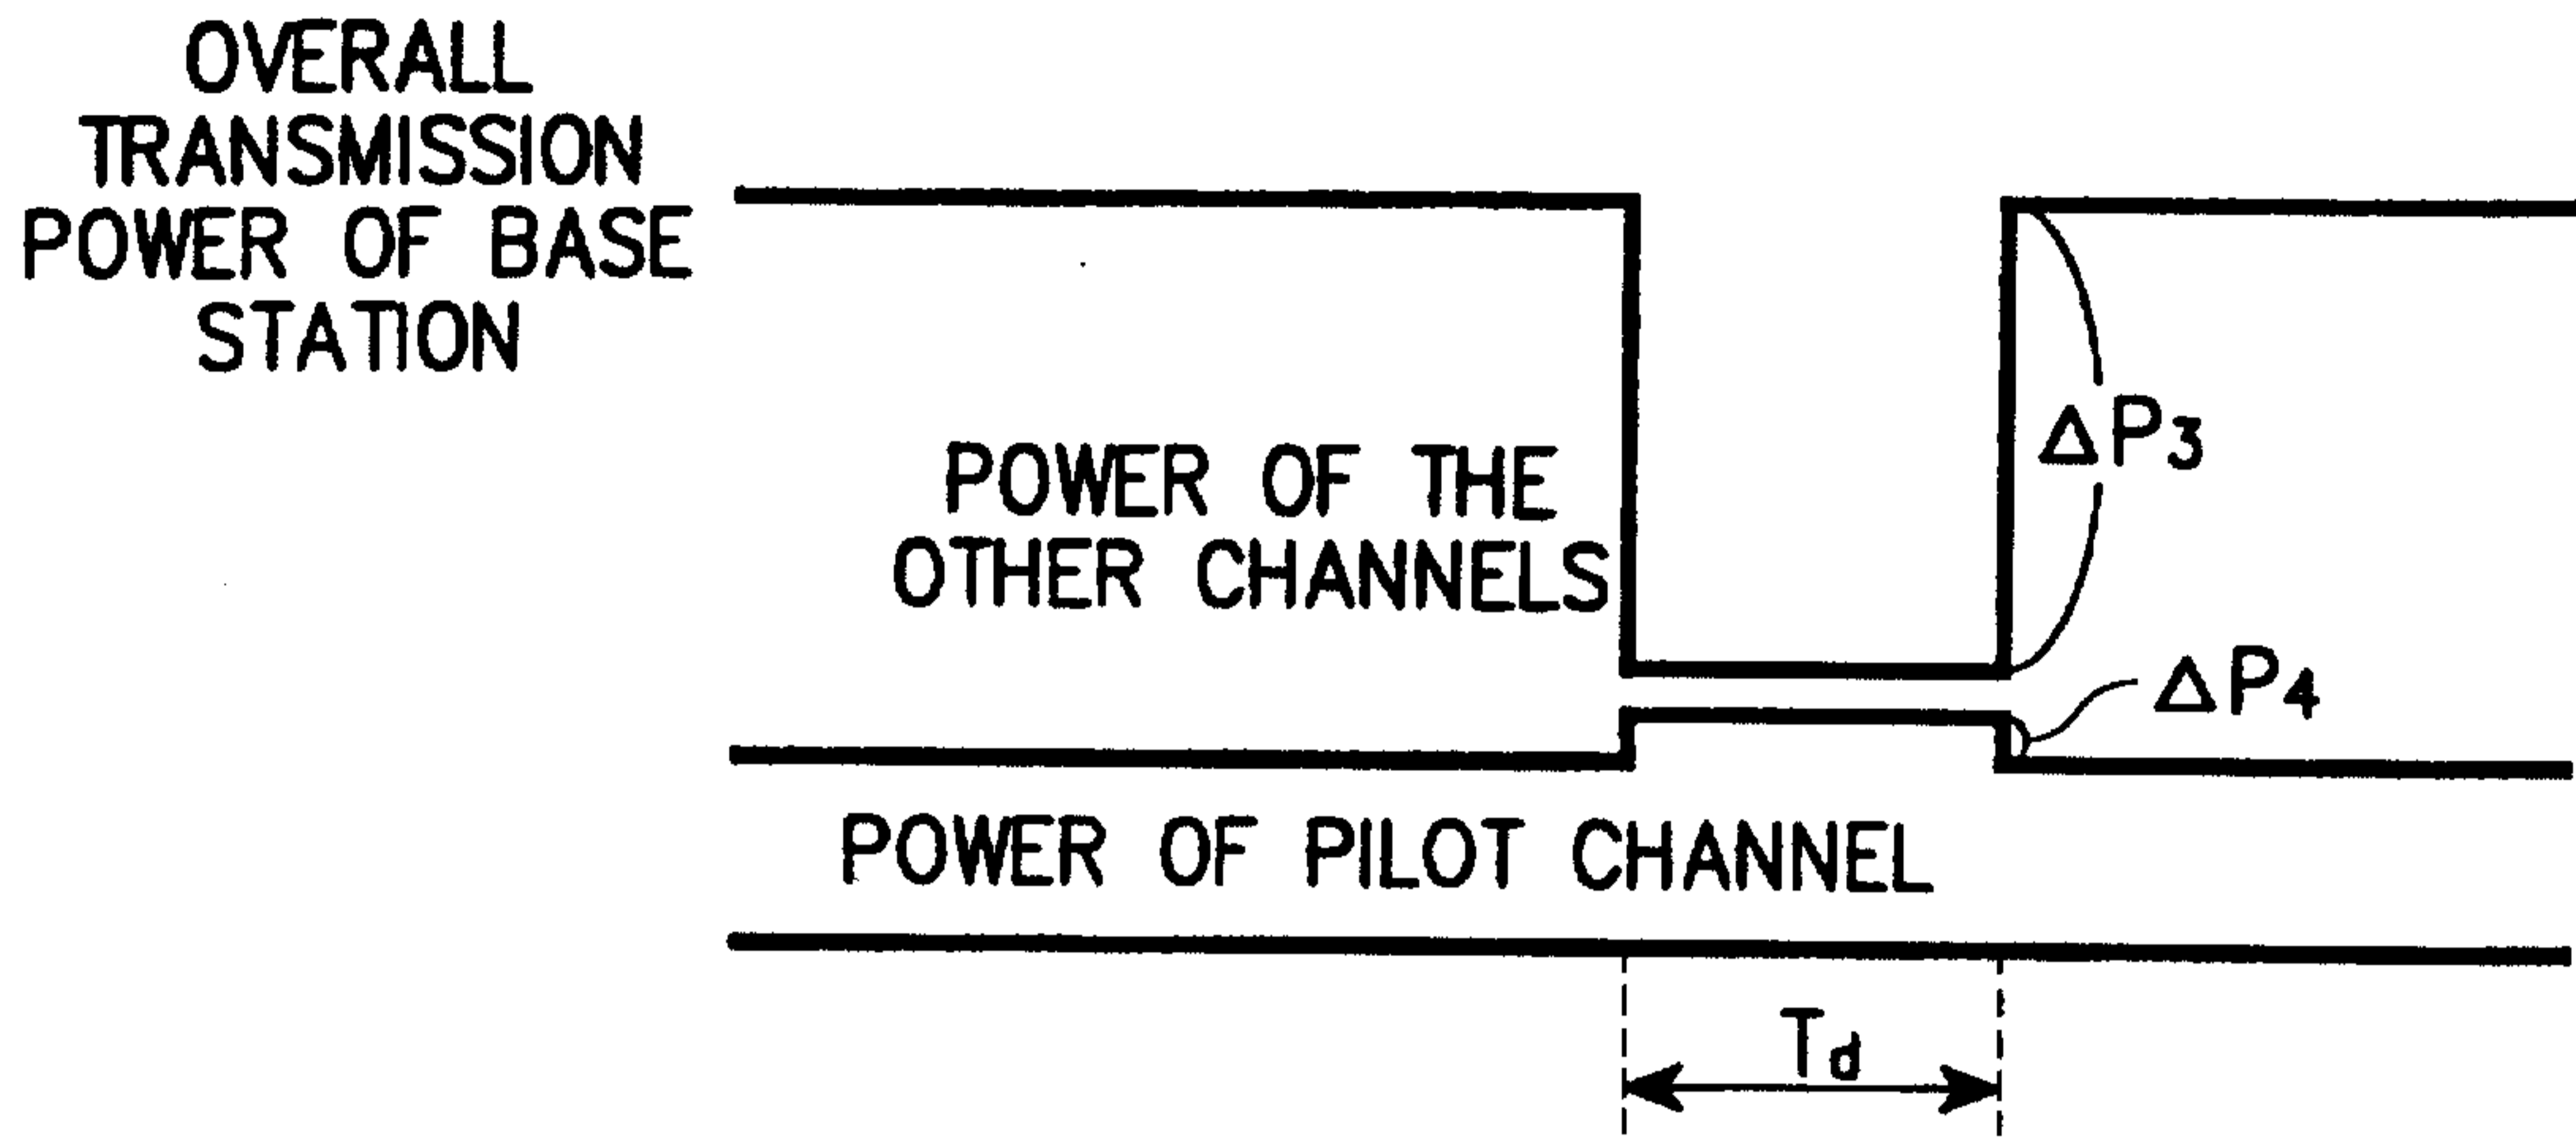 OVERALL
TRANSMISSION
POWER OF BASE
STATION
POWER OF THE
OTHER CHANNELS
ΔP3
ΔP4
POWER OF PILOT CHANNEL
Td